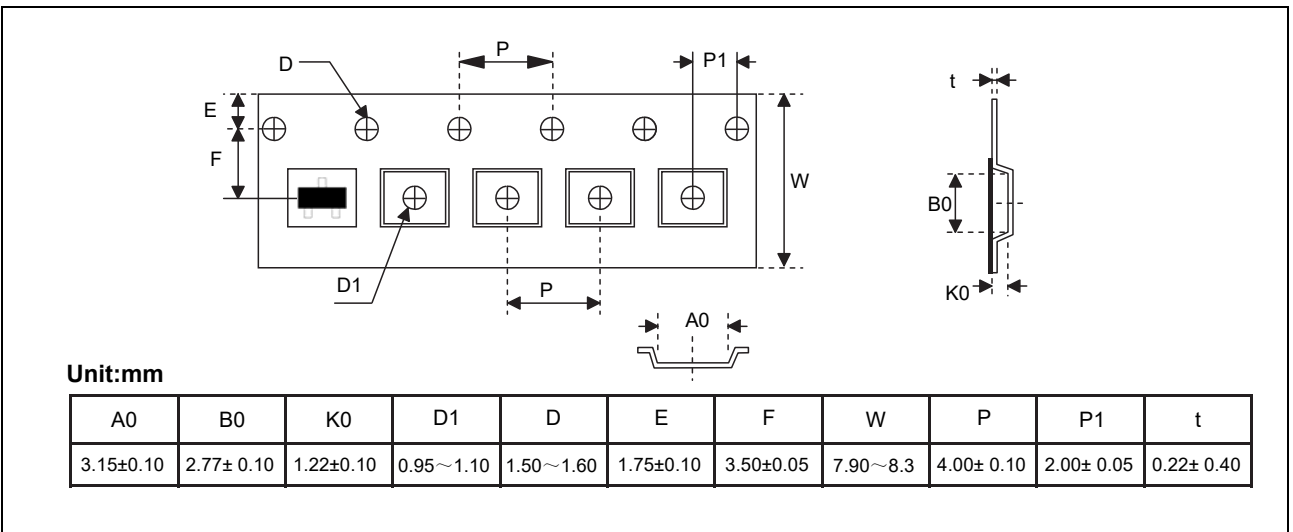 P
P1
D
t
E
F
W
B0
D1
P
K0
A0
Unit:mm
A0 B0 K0 D1 D E F W P P1 t
3.15±0.10 2.77± 0.10 1.22±0.10 0.95～1.10 1.50～1.60 1.75±0.10 3.50±0.05 7.90～8.3 4.00± 0.10 2.00± 0.05 0.22± 0.40